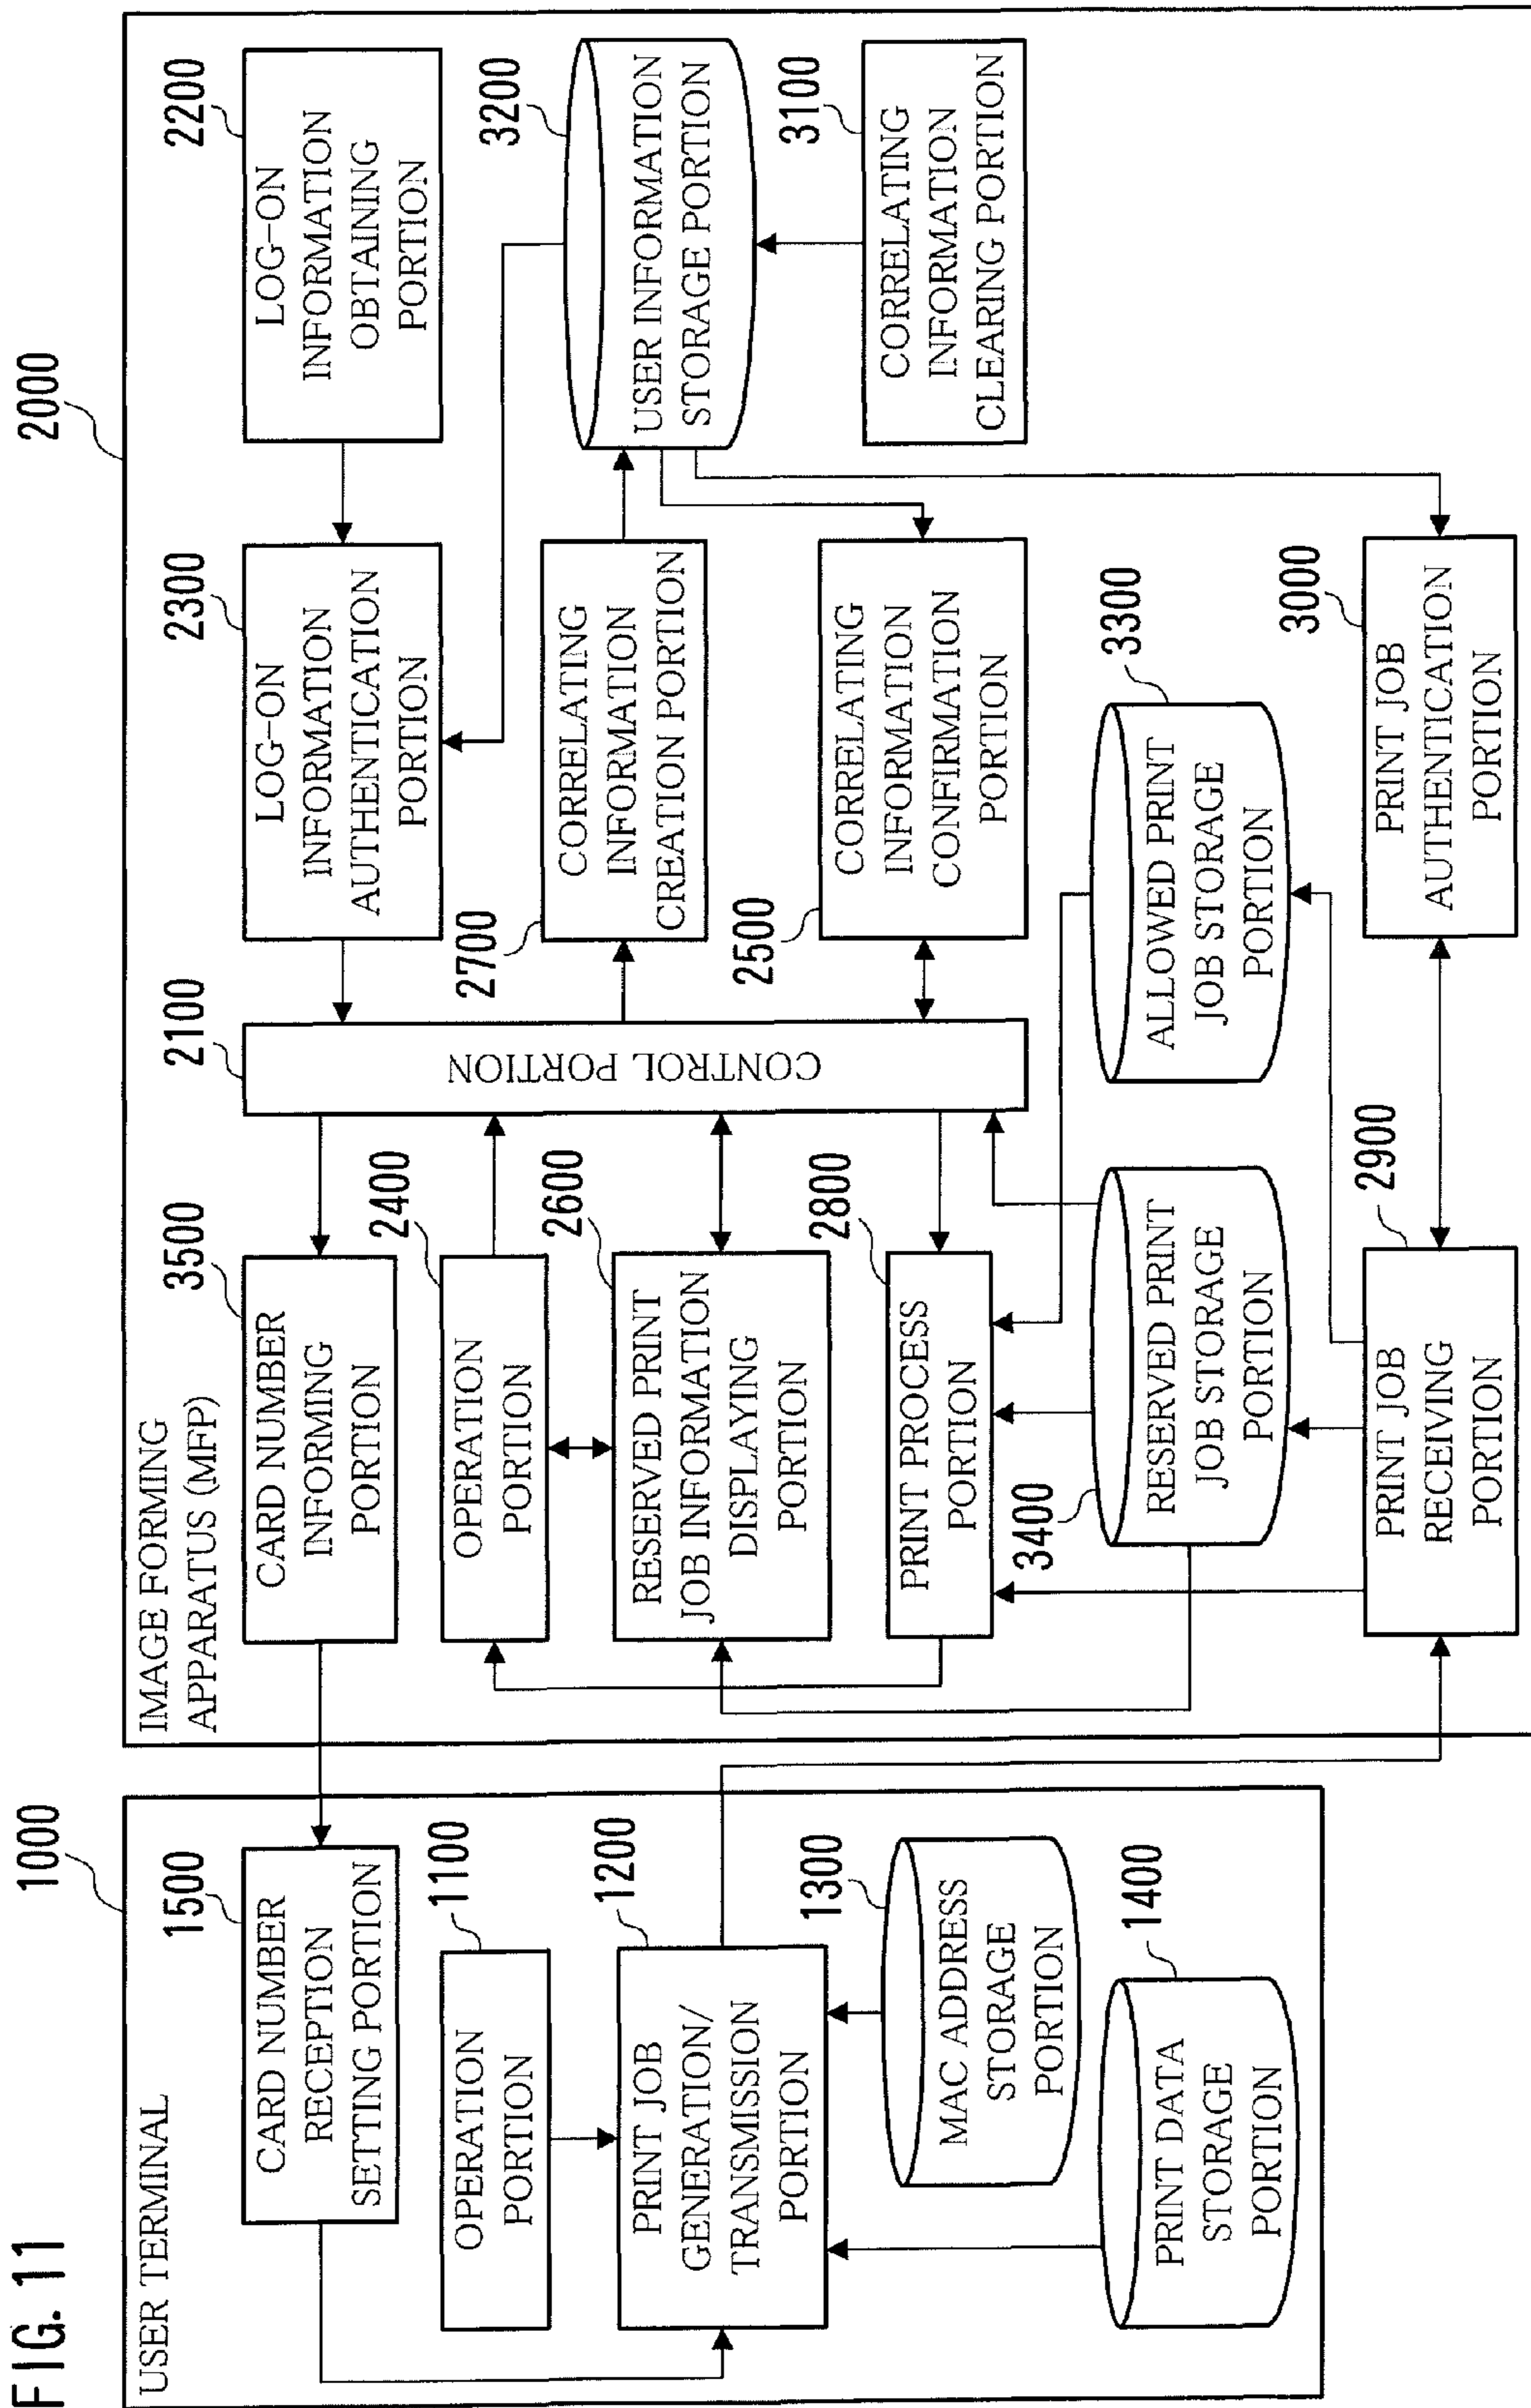 FIG. 11
1000
USER TERMINAL
1500
CARD NUMBER
RECEPTION
SETTING PORTION
1100
OPERATION
PORTION
1200
PRINT JOB
GENERATION/
TRANSMISSION
PORTION
1300
MAC ADDRESS
STORAGE
PORTION
1400
PRINT DATA
STORAGE
PORTION
2000
IMAGE FORMING
APPARATUS (MFP)
3500
CARD NUMBER
INFORMING
PORTION
2400
OPERATION
PORTION
2600
RESERVED PRINT
JOB INFORMATION
DISPLAYING
PORTION
2800
PRINT PROCESS
PORTION
3400
RESERVED PRINT
JOB STORAGE
PORTION
2900
PRINT JOB
RECEIVING
PORTION
2100
CONTROL PORTION
2300
LOG-ON
INFORMATION
AUTHENTICATION
PORTION
2700
CORRELATING
INFORMATION
CREATION PORTION
2500
CORRELATING
INFORMATION
CONFIRMATION
PORTION
3300
ALLOWED PRINT
JOB STORAGE
PORTION
3000
PRINT JOB
AUTHENTICATION
PORTION
2200
LOG-ON
INFORMATION
OBTAINING
PORTION
3200
USER INFORMATION
STORAGE PORTION
3100
CORRELATING
INFORMATION
CLEARING PORTION